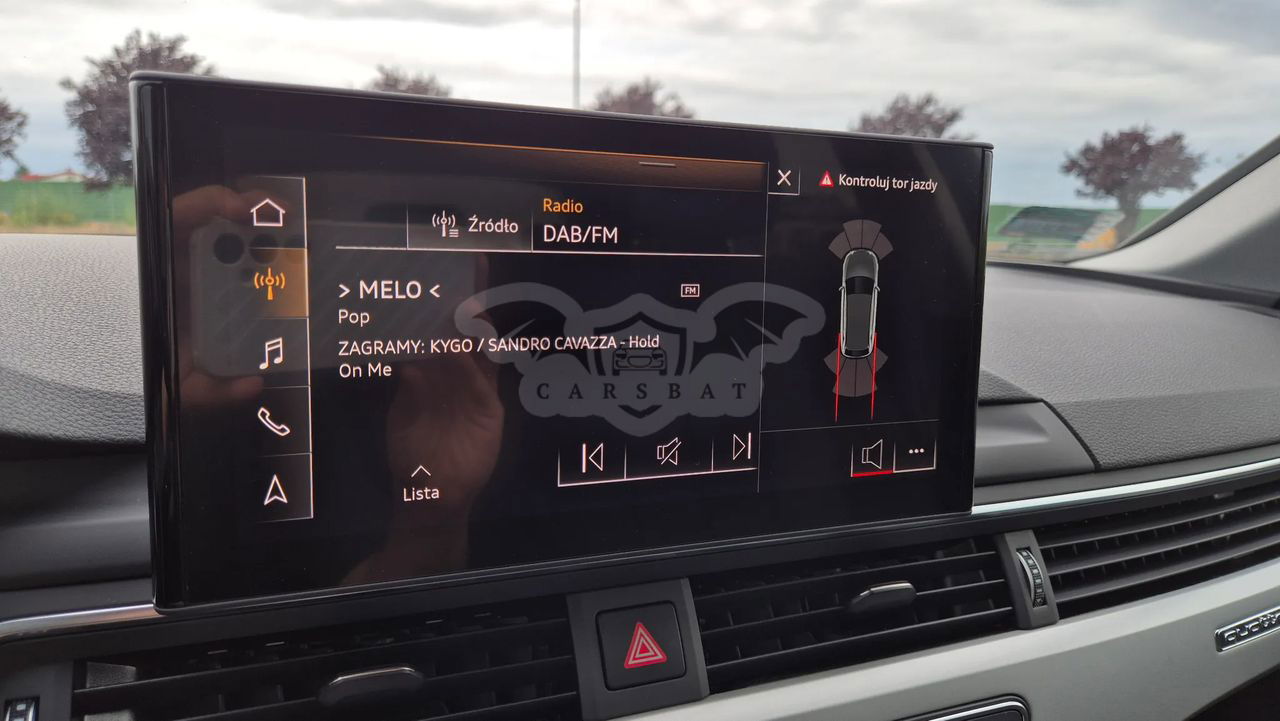 Źródło
Radio
DAB/FM
Kontroluj tor jazdy
> MELO <
FM
Pop
ZAGRAMY: KYGO / SANDRO CAVAZZA - Hold
On Me
CARSBAT
Lista
quattro